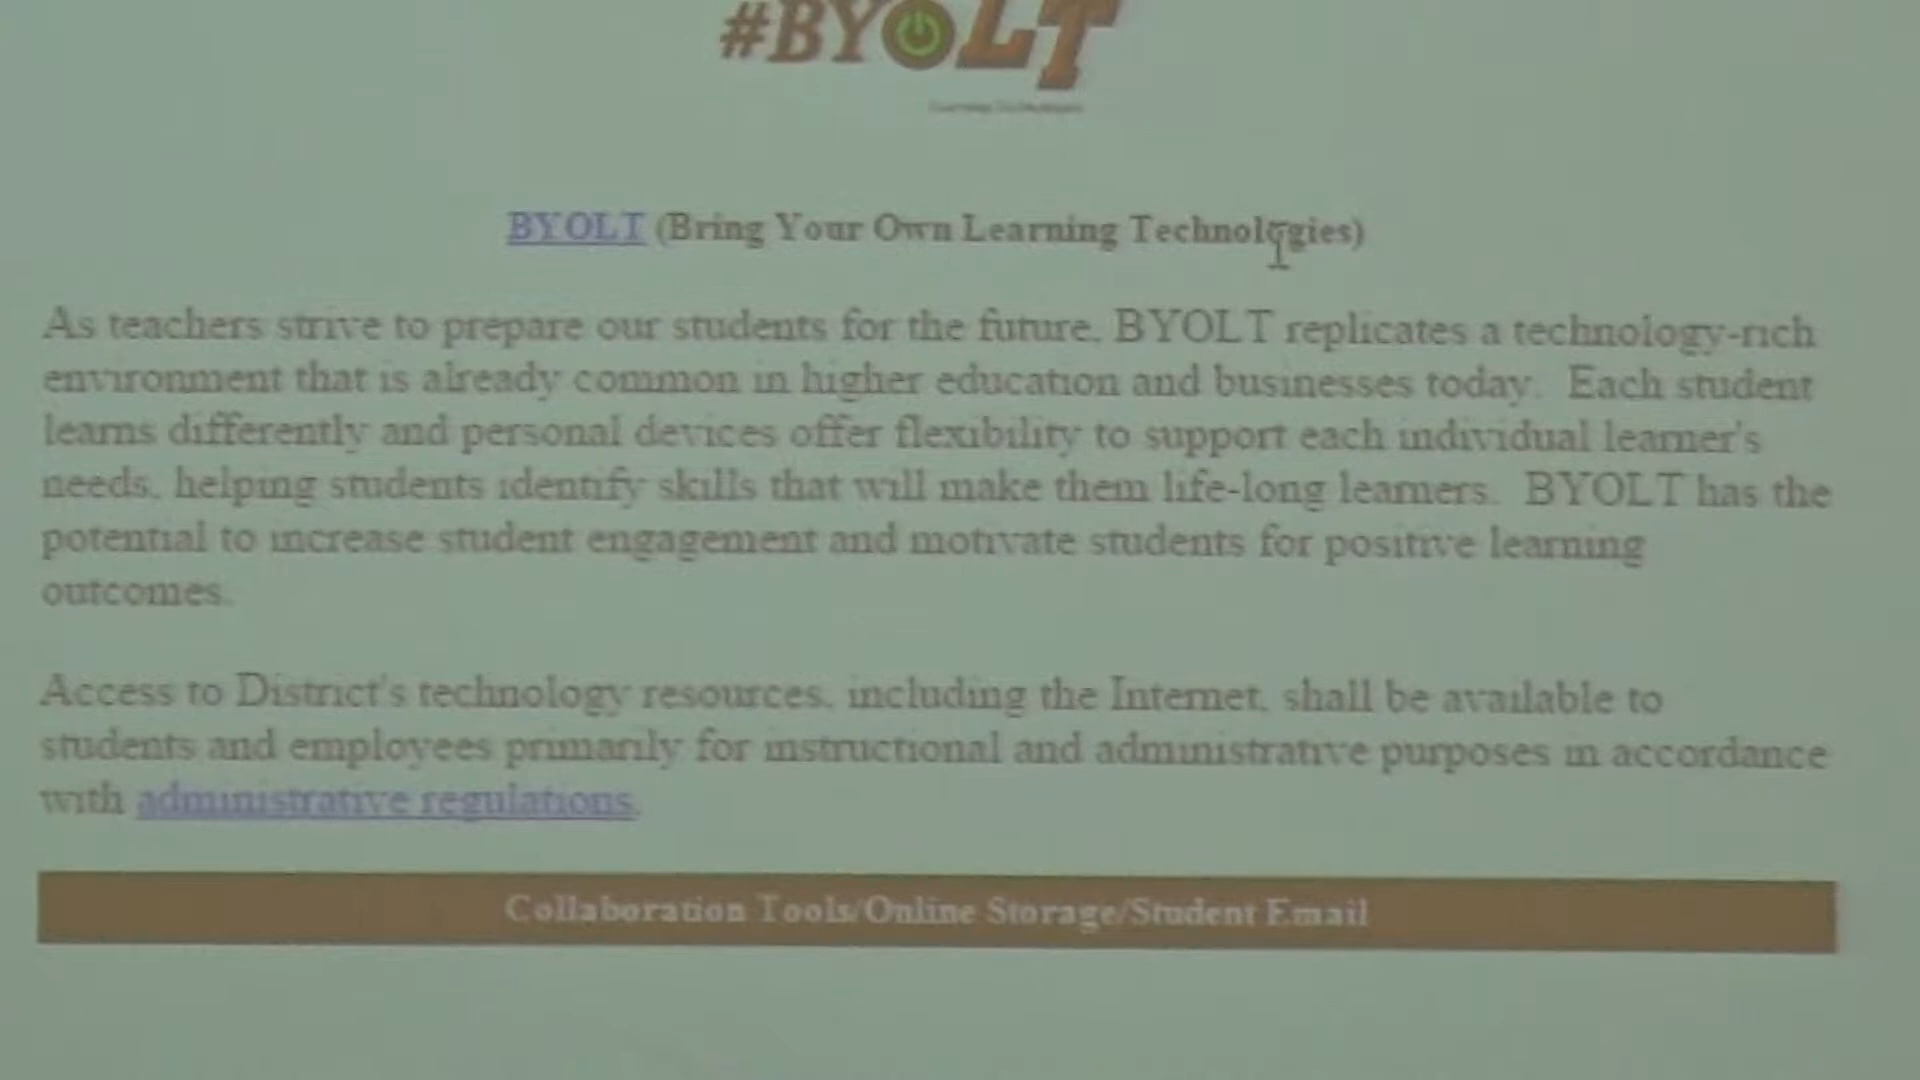 #BYOLT
BYOLT (Bring Your Own Learning Technologies)
As teachers strive to prepare our students for the future, BYOLT replicates a technology-rich
environment that is already common in higher education and businesses today. Each student
learns differently and personal devices offer flexibility to support each individual learner's
needs, helping students identify skills that will make them life-long learners. BYOLT has the
potential to increase student engagement and motivate students for positive learning
outcomes.
Access to District's technology resources, including the Internet, shall be available to
students and employees primarily for instructional and administrative purposes in accordance
with administrative regulations.
Collaboration Tools/Online Storage/Student Email